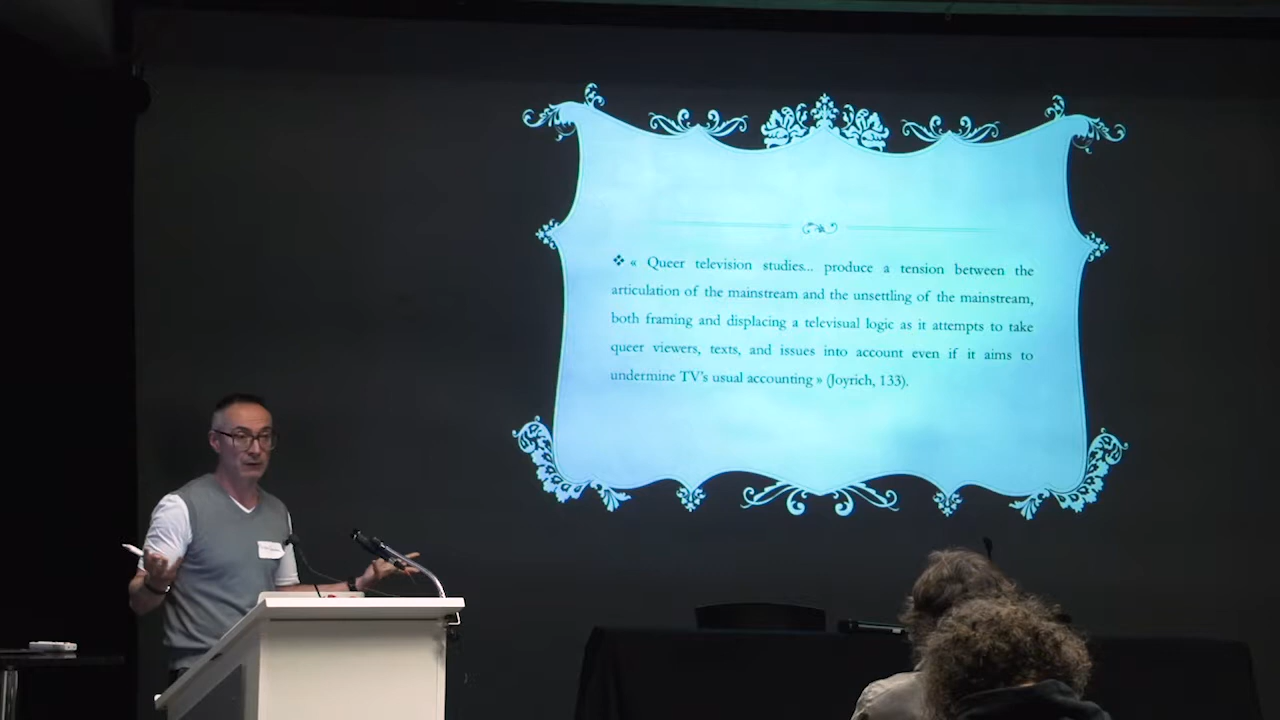 ❖ « Queer television studies... produce a tension between the
articulation of the mainstream and the unsettling of the mainstream,
both framing and displacing a televisual logic as it attempts to take
queer viewers, texts, and issues into account even if it aims to
undermine TV's usual accounting » (Joyrich, 133).